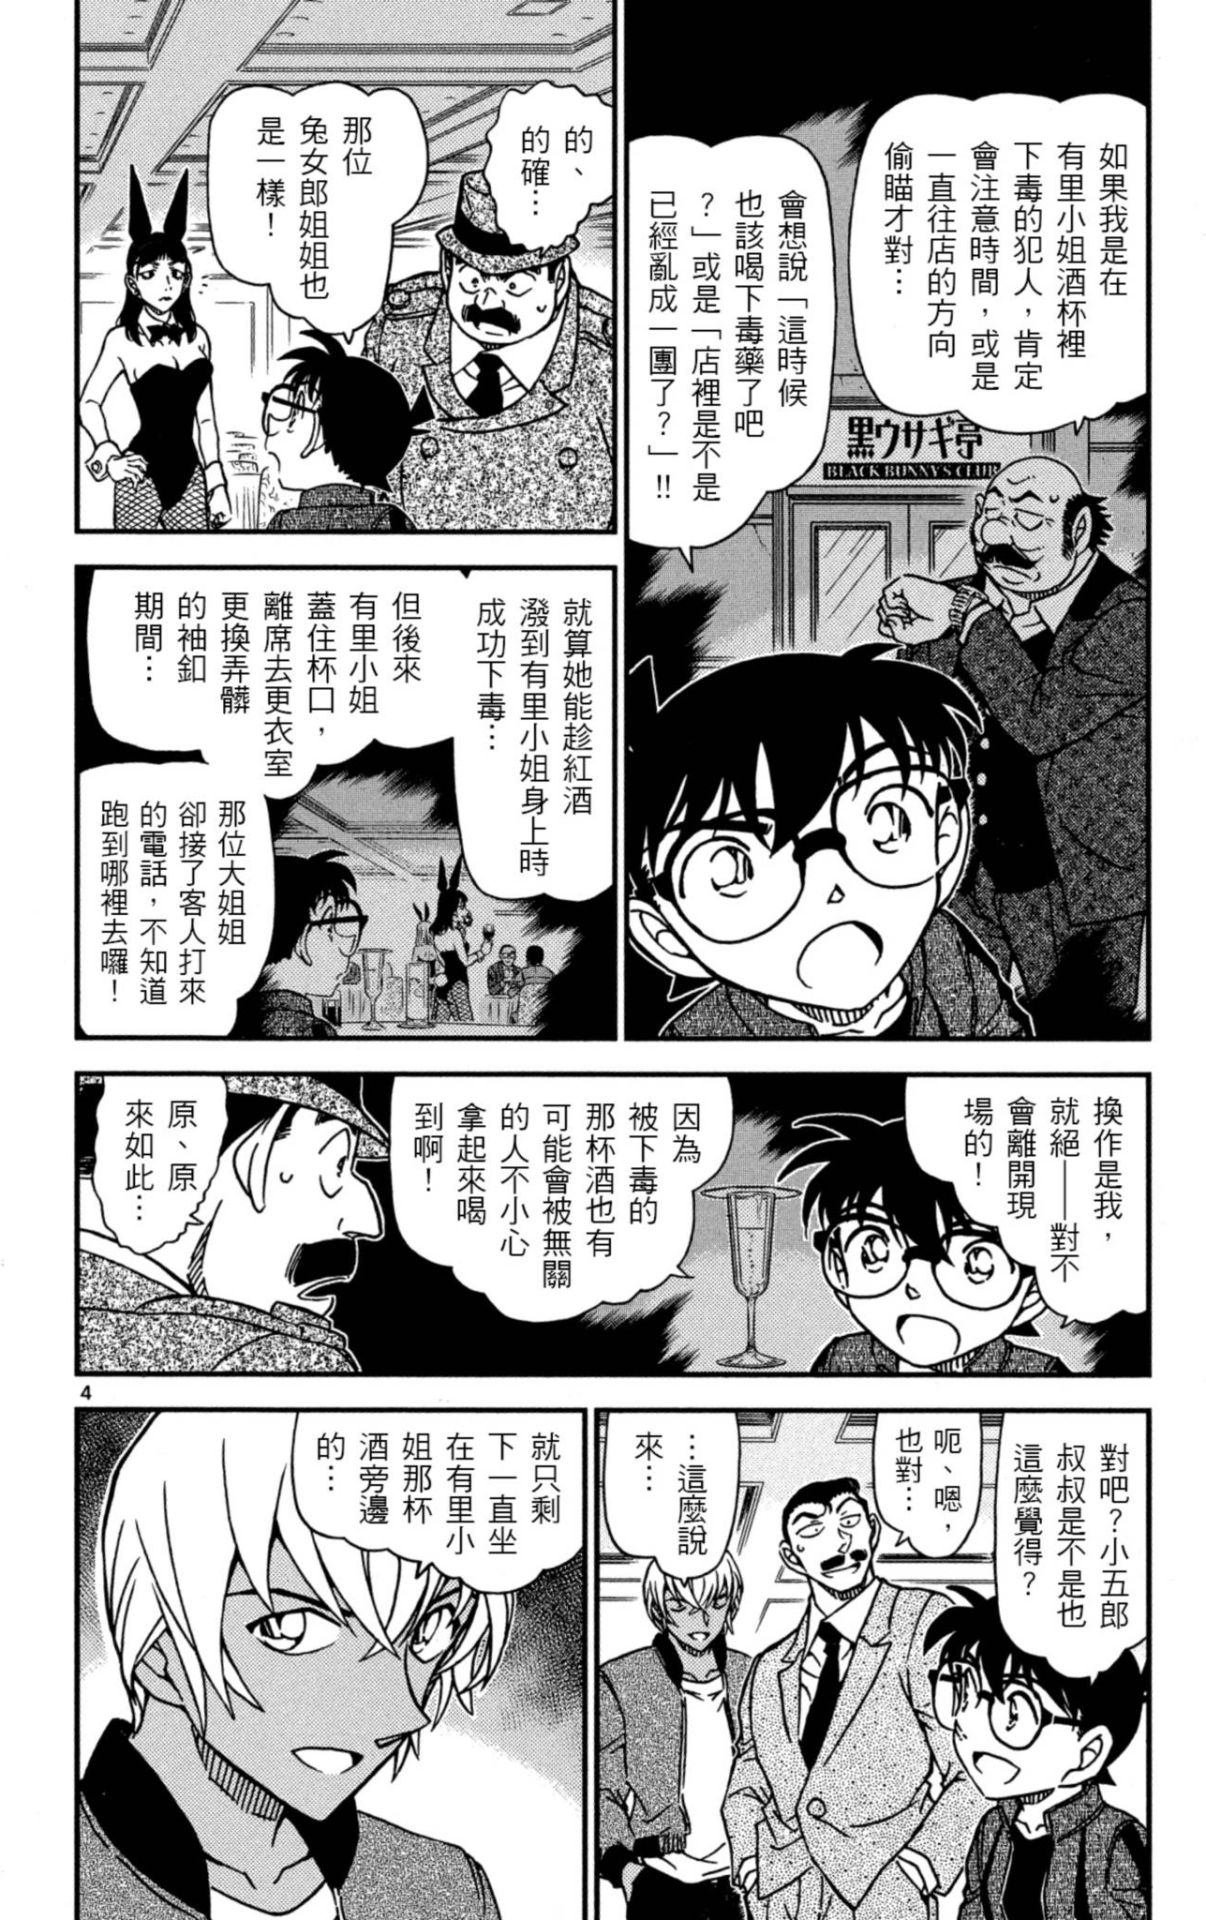 如果我是在
有里小姐酒杯裡
下毒的犯人，肯定
會注意時間，或是
一直往店的方向
偷瞄才對…
會想說「這時候
也該喝下毒藥了吧
？」或是「店裡是不是
已經亂成一團了？」!!
黒ウサギ亭
BLACK BUNNY'S CLUB
的、
的確…
那位
兔女郎姐姐也
是一樣！
就算她能趁紅酒
潑到有里小姐身上時
成功下毒…
但後來
有里小姐
蓋住杯口，
離席去更衣室
更換弄髒
的袖釦
期間…
那位大姐姐
卻接了客人打來
的電話，不知道
跑到哪裡去囉！
換作是我，
就絕——對不
會離開現
場的！
因為
被下毒的
那杯酒也有
可能會被無關
的人不小心
拿起來喝
到啊！
原、原
來如此…
4
對吧？小五郎
叔叔是不是也
這麼覺得？
呃、嗯，
也對…
…這麼說
來…
就只剩
下一直坐
在有里小
姐那杯
酒旁邊
的…